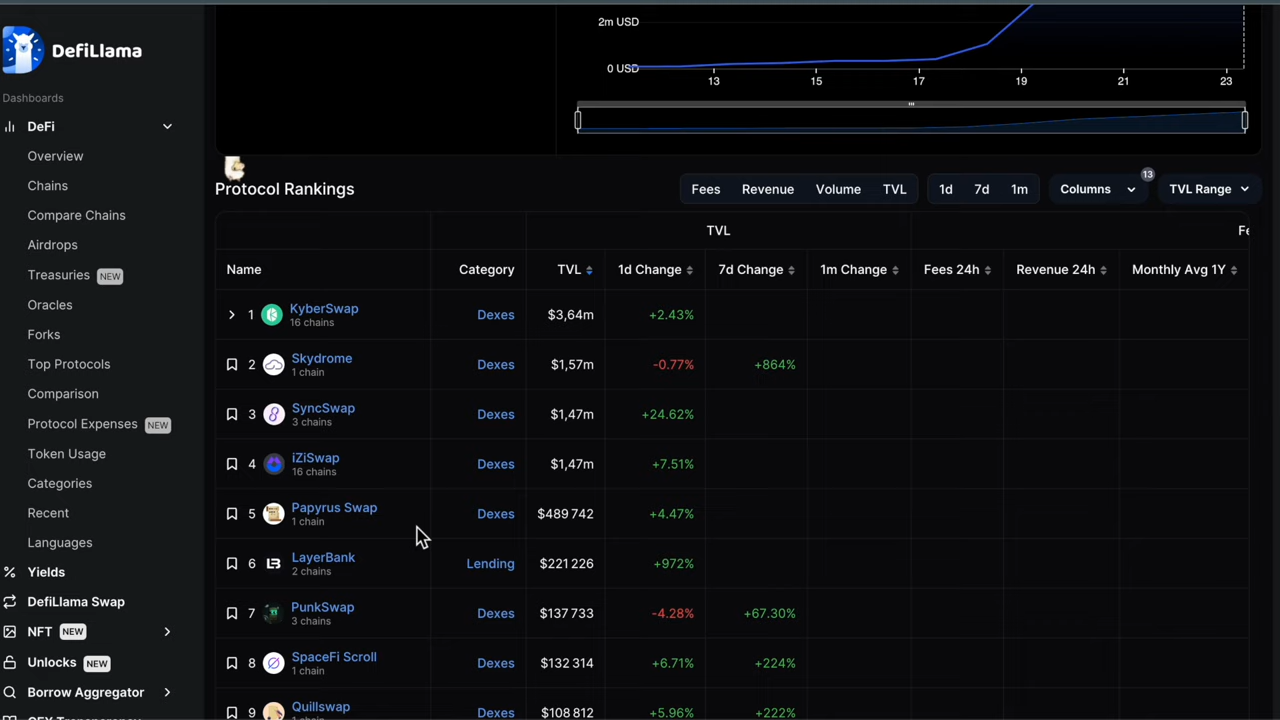 DefiLlama
Dashboards
DeFi
Overview
Chains
Compare Chains
Airdrops
Treasuries NEW
Oracles
Forks
Top Protocols
Comparison
Protocol Expenses NEW
Token Usage
Categories
Recent
Languages
Yields
DefiLlama Swap
NFT NEW
Unlocks NEW
Borrow Aggregator
CEX Transparency
2m USD
0 USD
13 15 17 19 21 23
Protocol Rankings
Fees Revenue Volume TVL 1d 7d 1m Columns 13 TVL Range
TVL Fe
Name Category TVL 1d Change 7d Change 1m Change Fees 24h Revenue 24h Monthly Avg 1Y
1 KyberSwap Dexes $3,64m +2.43%
16 chains
2 Skydrome Dexes $1,57m -0.77% +864%
1 chain
3 SyncSwap Dexes $1,47m +24.62%
3 chains
4 iZiSwap Dexes $1,47m +7.51%
16 chains
5 Papyrus Swap Dexes $489 742 +4.47%
1 chain
6 LayerBank Lending $221 226 +972%
2 chains
7 PunkSwap Dexes $137 733 -4.28% +67.30%
3 chains
8 SpaceFi Scroll Dexes $132 314 +6.71% +224%
1 chain
9 Quillswap Dexes $108 812 +5.96% +222%